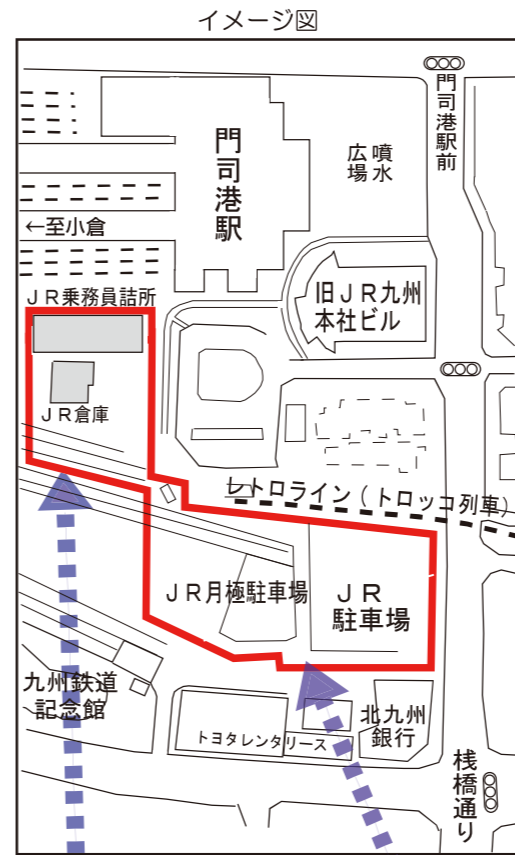 イメージ図
門司港駅前
門司港駅
噴水
広場
←至小倉
JR乗務員詰所
旧JR九州
本社ビル
JR倉庫
レトロライン(トロッコ列車)
JR月極駐車場
JR
駐車場
九州鉄道
記念館
トヨタレンタリース
北九州
銀行
桟橋通り